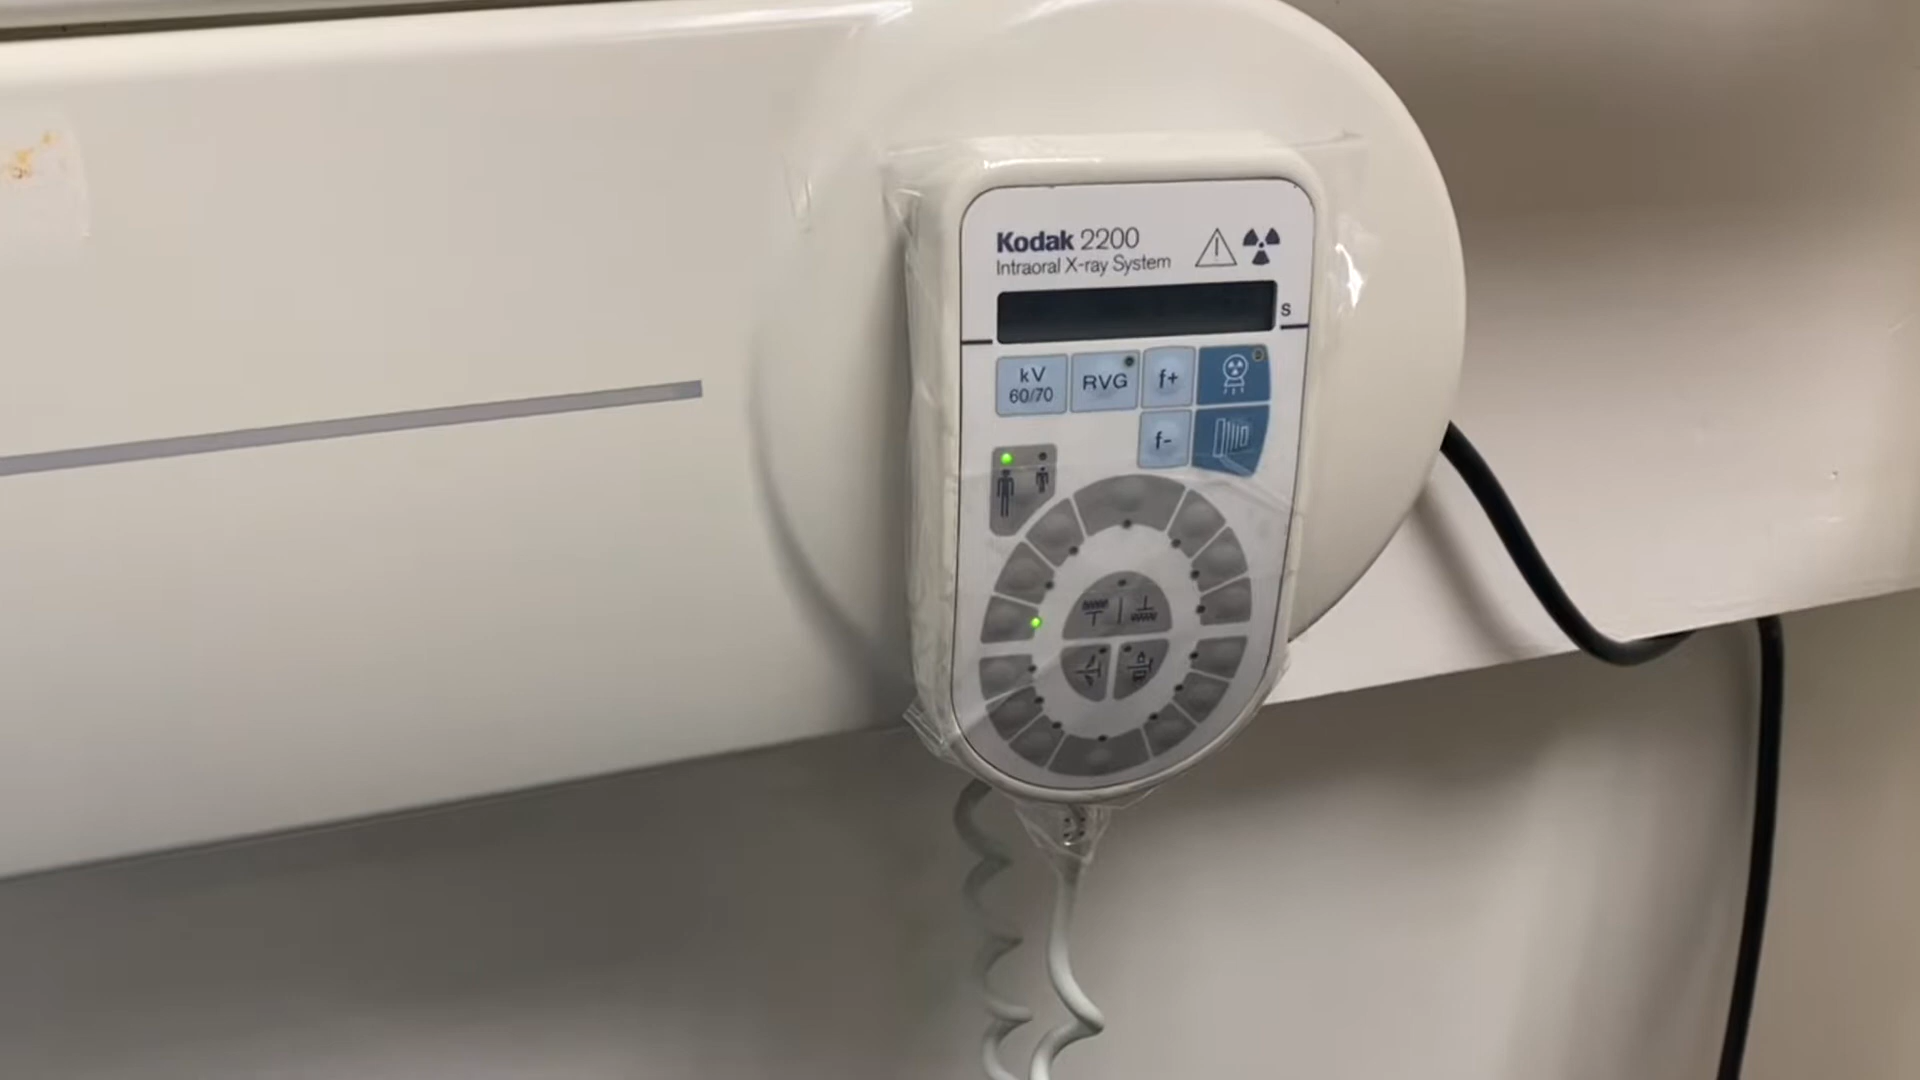 Kodak 2200
Intraoral X-ray System
s
kV
60/70
RVG
f+
f-